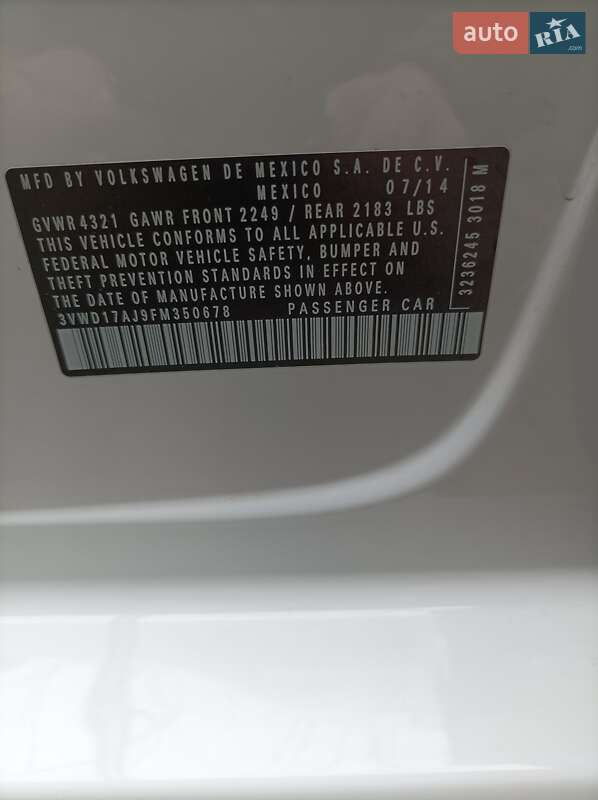 auto RIA.com
MFD BY VOLKSWAGEN DE MEXICO S.A. DE C.V.
MEXICO 07/14
GVWR 4321 GAWR FRONT 2249 / REAR 2183 LBS
THIS VEHICLE CONFORMS TO ALL APPLICABLE U.S.
FEDERAL MOTOR VEHICLE SAFETY, BUMPER AND
THEFT PREVENTION STANDARDS IN EFFECT ON
THE DATE OF MANUFACTURE SHOWN ABOVE.
3VWD17AJ9FM350678 PASSENGER CAR
3236245 3018 M